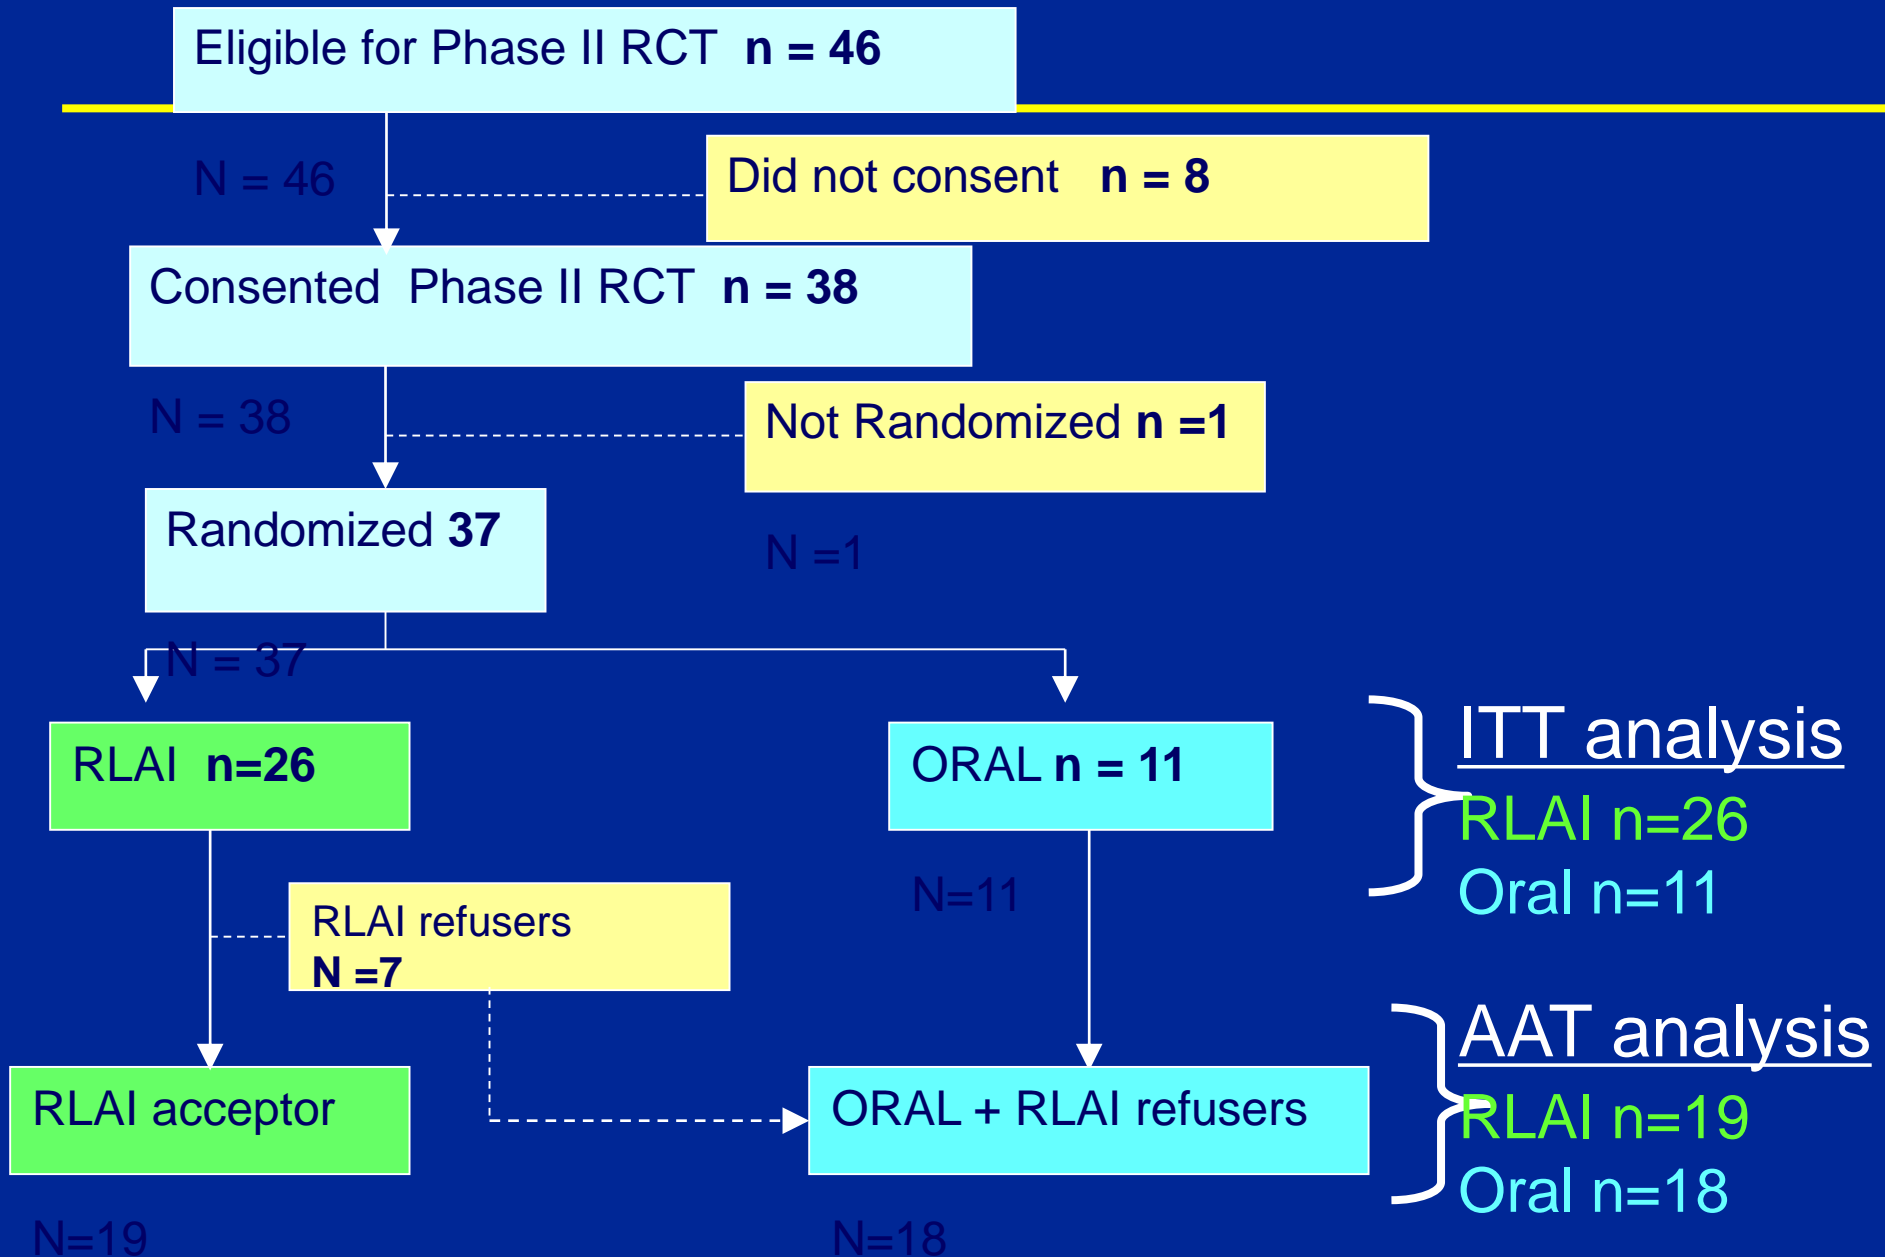 Eligible for Phase II RCT n = 46
N = 46
Did not consent n = 8
Consented Phase II RCT n = 38
N = 38
Not Randomized n =1
N =1
Randomized 37
N = 37
RLAI n=26
ORAL n = 11
N=11
ITT analysis
RLAI n=26
Oral n=11
RLAI refusers
N =7
RLAI acceptor
N=19
ORAL + RLAI refusers
N=18
AAT analysis
RLAI n=19
Oral n=18